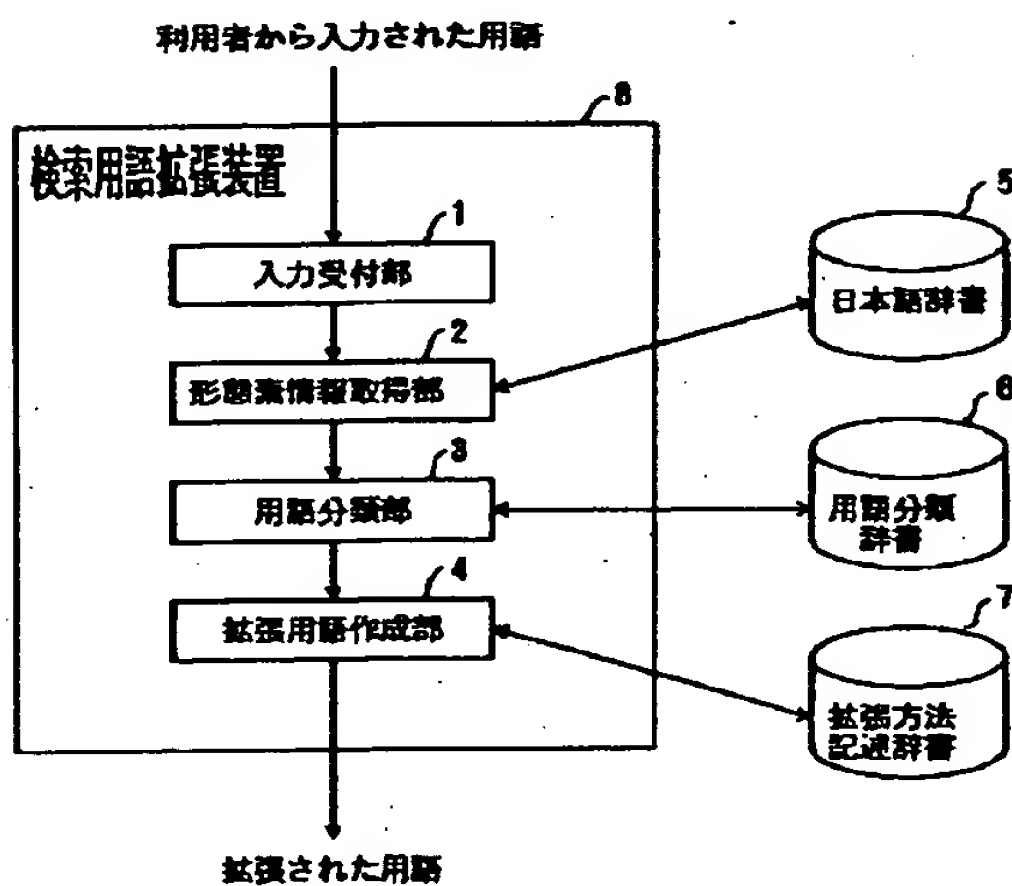 利用者から入力された用語
8
検索用語拡張装置
1
入力受付部
2
形態素情報取得部
3
用語分類部
4
拡張用語作成部
5
日本語辞書
6
用語分類
辞書
7
拡張方法
記述辞書
拡張された用語